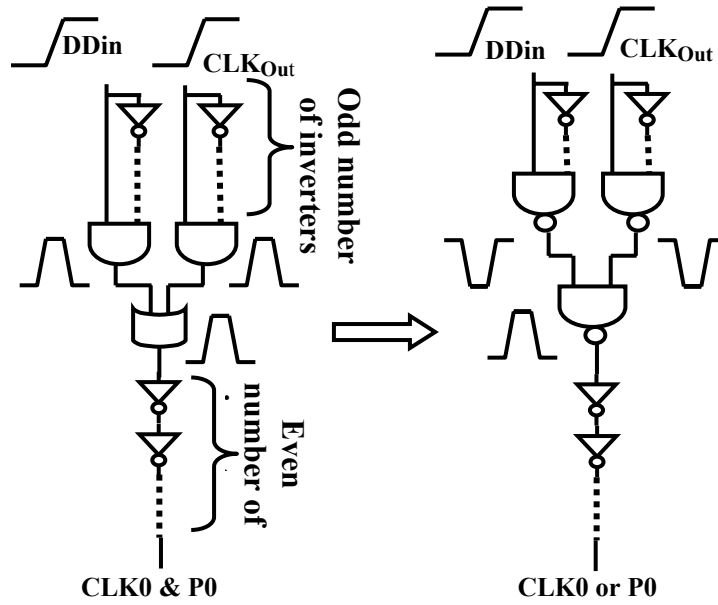 DDin
CLKOut
Odd number
of inverters
Even
number of
CLK0 & P0
DDin
CLKOut
CLK0 or P0